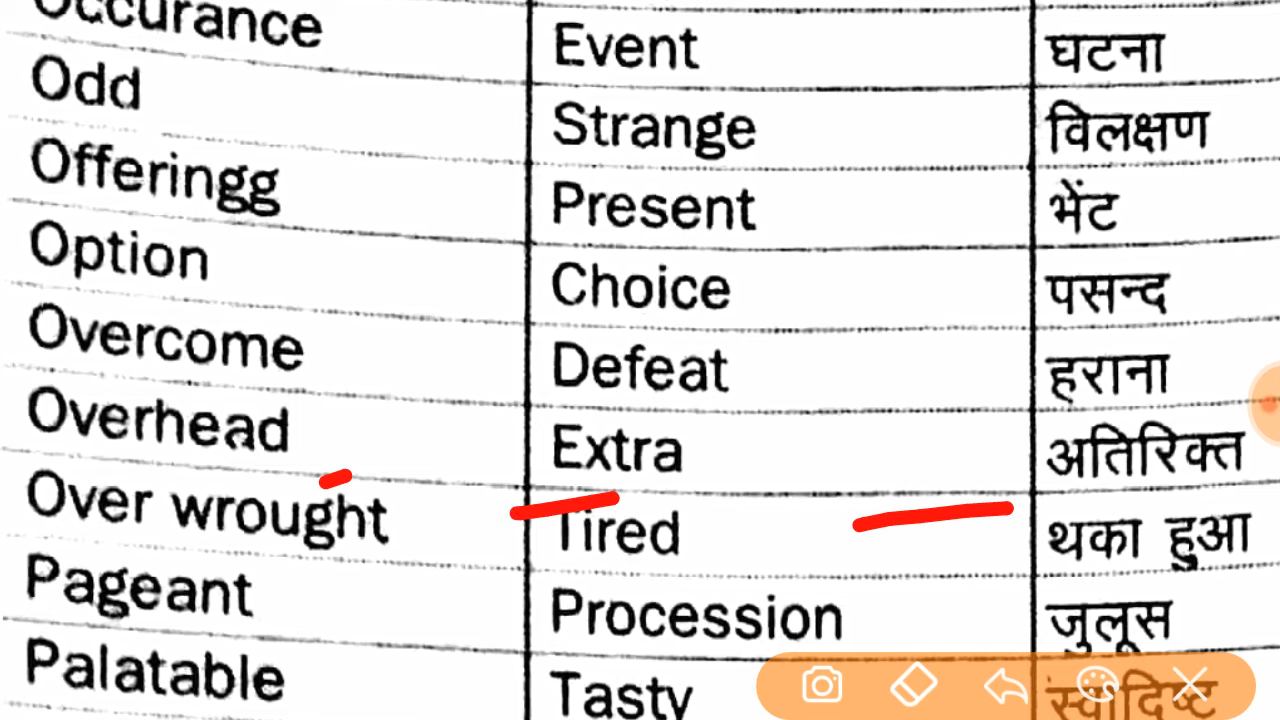 Occurance Event घटना
Odd Strange विलक्षण
Offeringg Present भेंट
Option Choice पसन्द
Overcome Defeat हराना
Overhead Extra अतिरिक्त
Over wrought Tired थका हुआ
Pageant Procession जुलूस
Palatable Tasty स्वादिष्ट